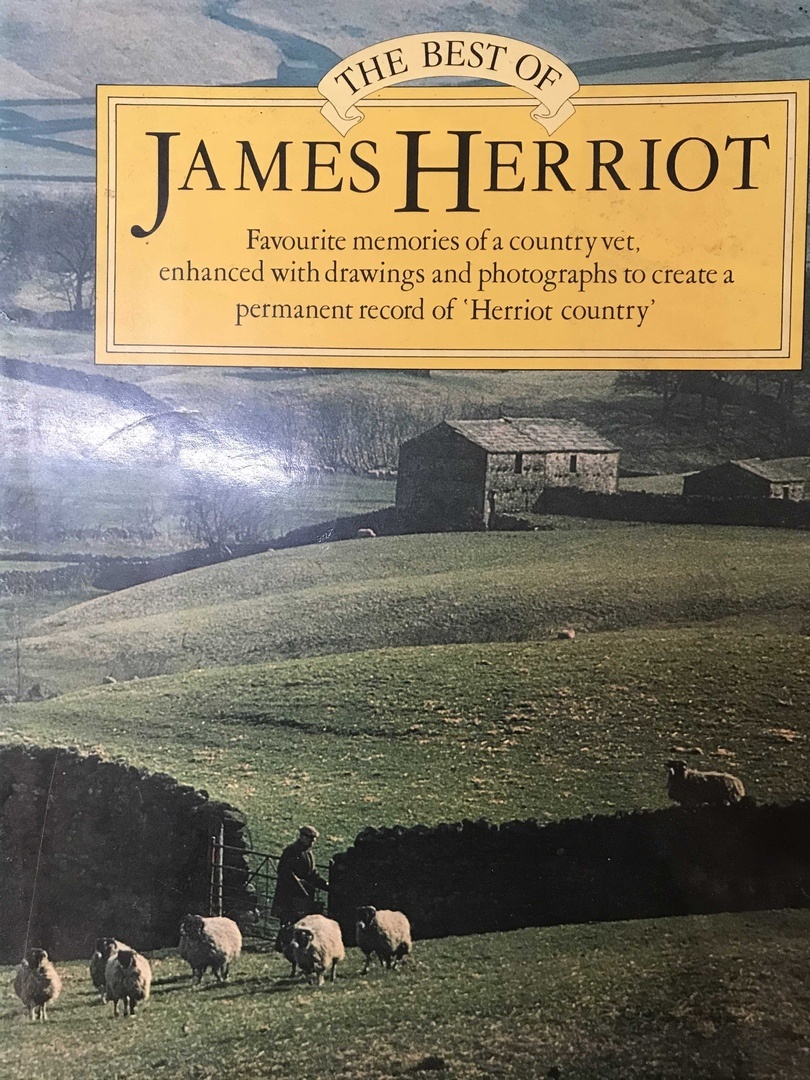 THE BEST OF
JAMES HERRIOT
Favourite memories of a country vet,
enhanced with drawings and photographs to create a
permanent record of ‘Herriot country’